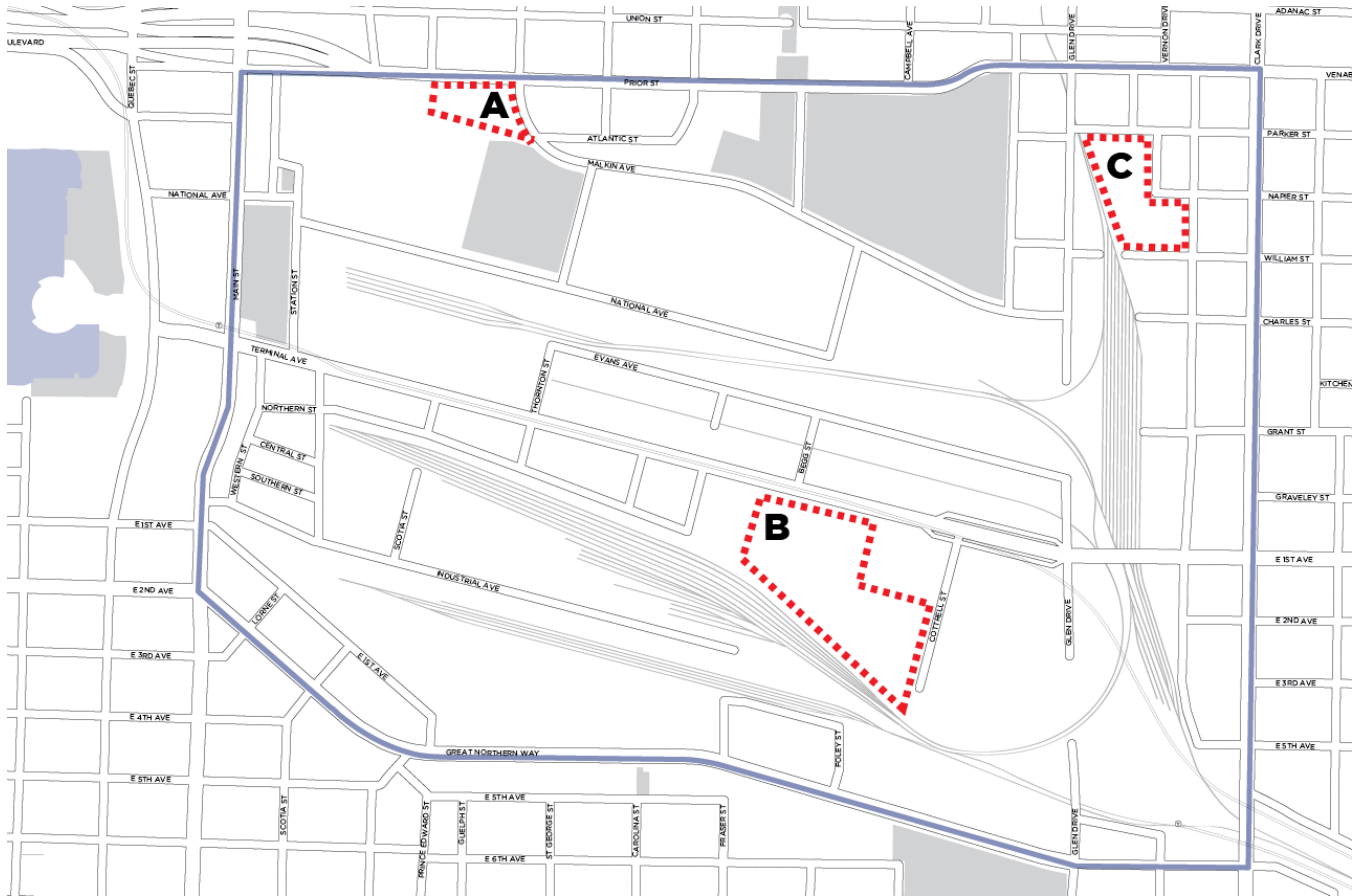 ADANAC ST
UNION ST
CAMPBELL AVE
GLEN DRIVE
VERNON DRIVE
CLARK DRIVE
ULEVARD
QUEBEC ST
PRIOR ST
VENAB
A
PARKER ST
ATLANTIC ST
MALKIN AVE
C
NATIONAL AVE
NAPIER ST
WILLIAM ST
MAIN ST
STATION ST
NATIONAL AVE
CHARLES ST
T
TERMINAL AVE
EVANS AVE
THORNTON ST
KITCHEN
NORTHERN ST
GRANT ST
CENTRAL ST
WESTERN ST
BEGG ST
SOUTHERN ST
GRAVELEY ST
E 1ST AVE
SCOTIA ST
B
E 1ST AVE
INDUSTRIAL AVE
E 2ND AVE
LORNE ST
COTTRELL ST
GLEN DRIVE
E 2ND AVE
E 3RD AVE
E 1ST AVE
E 3RD AVE
E 4TH AVE
GREAT NORTHERN WAY
FOLEY ST
E 5TH AVE
E 5TH AVE
E 5TH AVE
SCOTIA ST
PRINCE EDWARD ST
GUELPH ST
ST GEORGE ST
CAROLINA ST
FRASER ST
GLEN DRIVE
T
E 6TH AVE